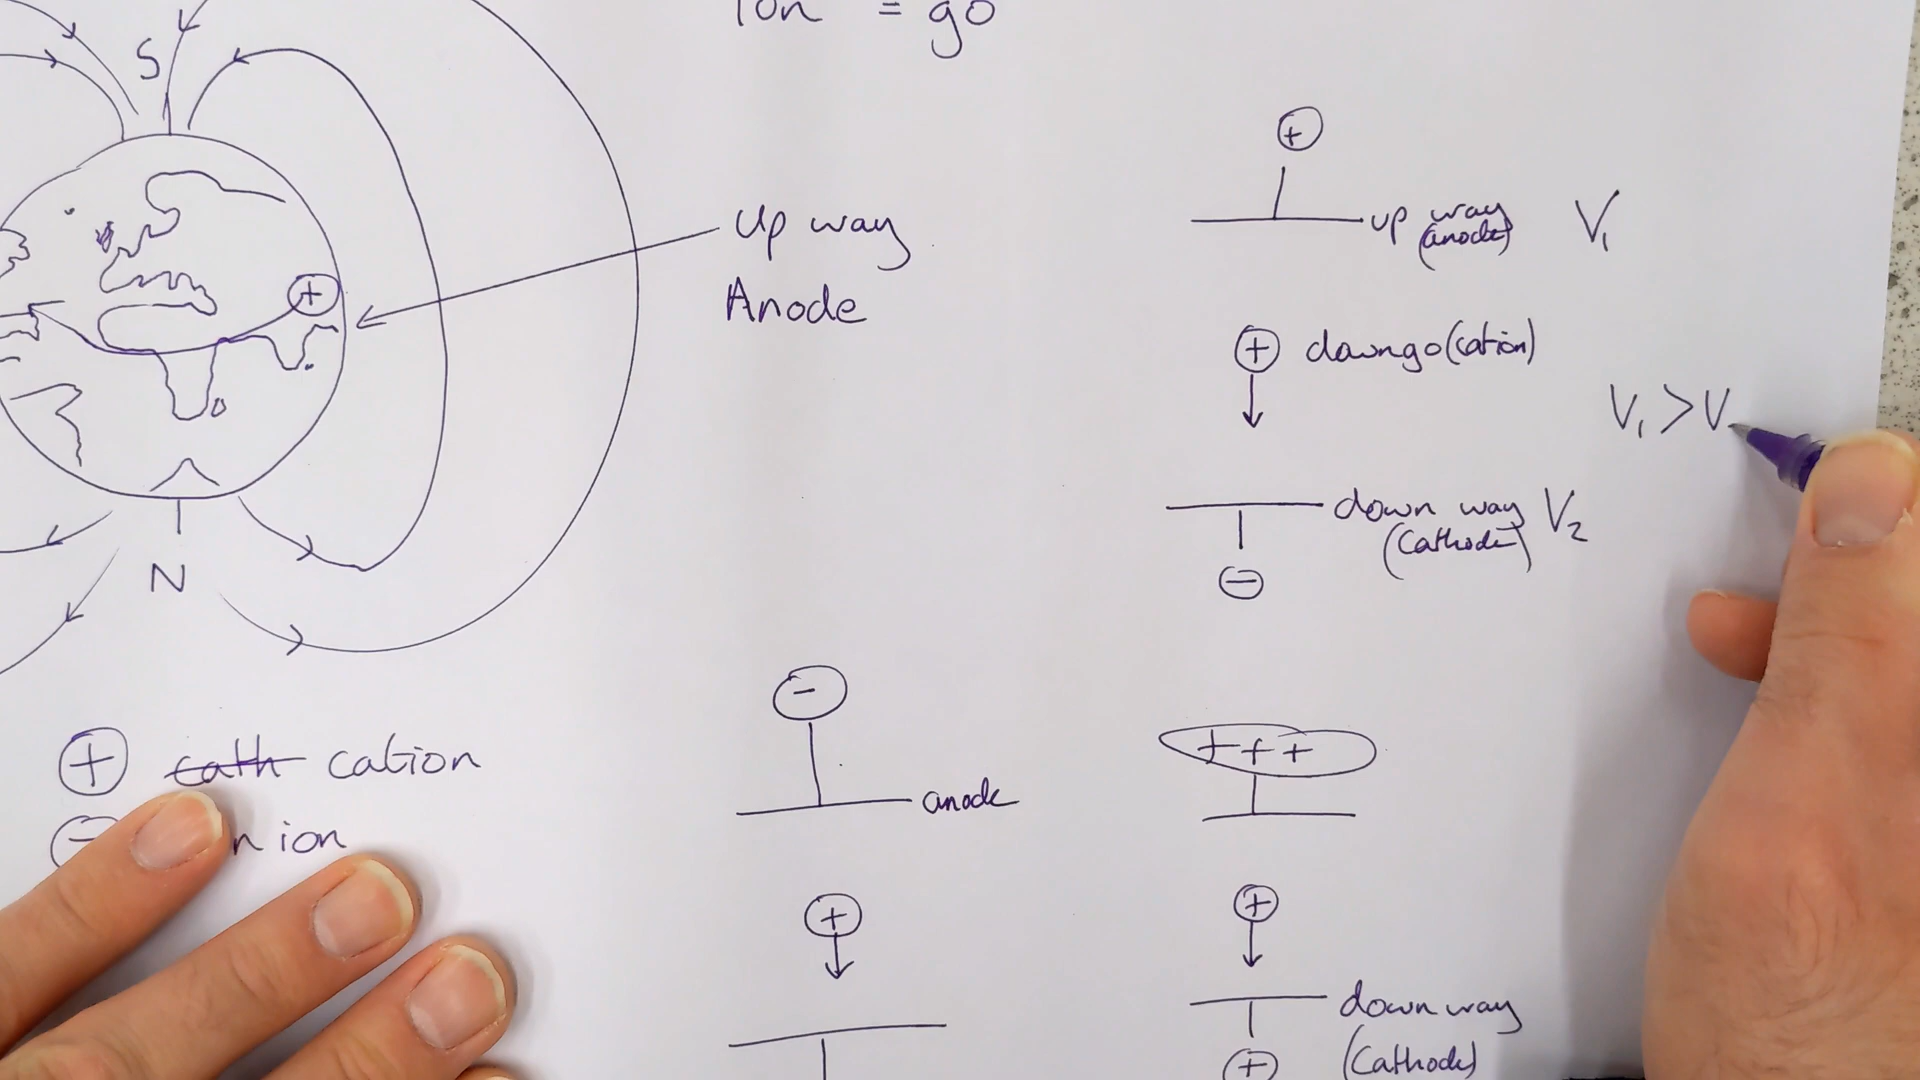 ion = go
S
+
up way
(anode)
V₁
Up way
Anode
+
+ downgo (cation)
V₁ > V
down way V₂
(Cathode)
−
N
−
+ + +
+ cath cation
anode
− nion
+
+
down way
(Cathode)
+